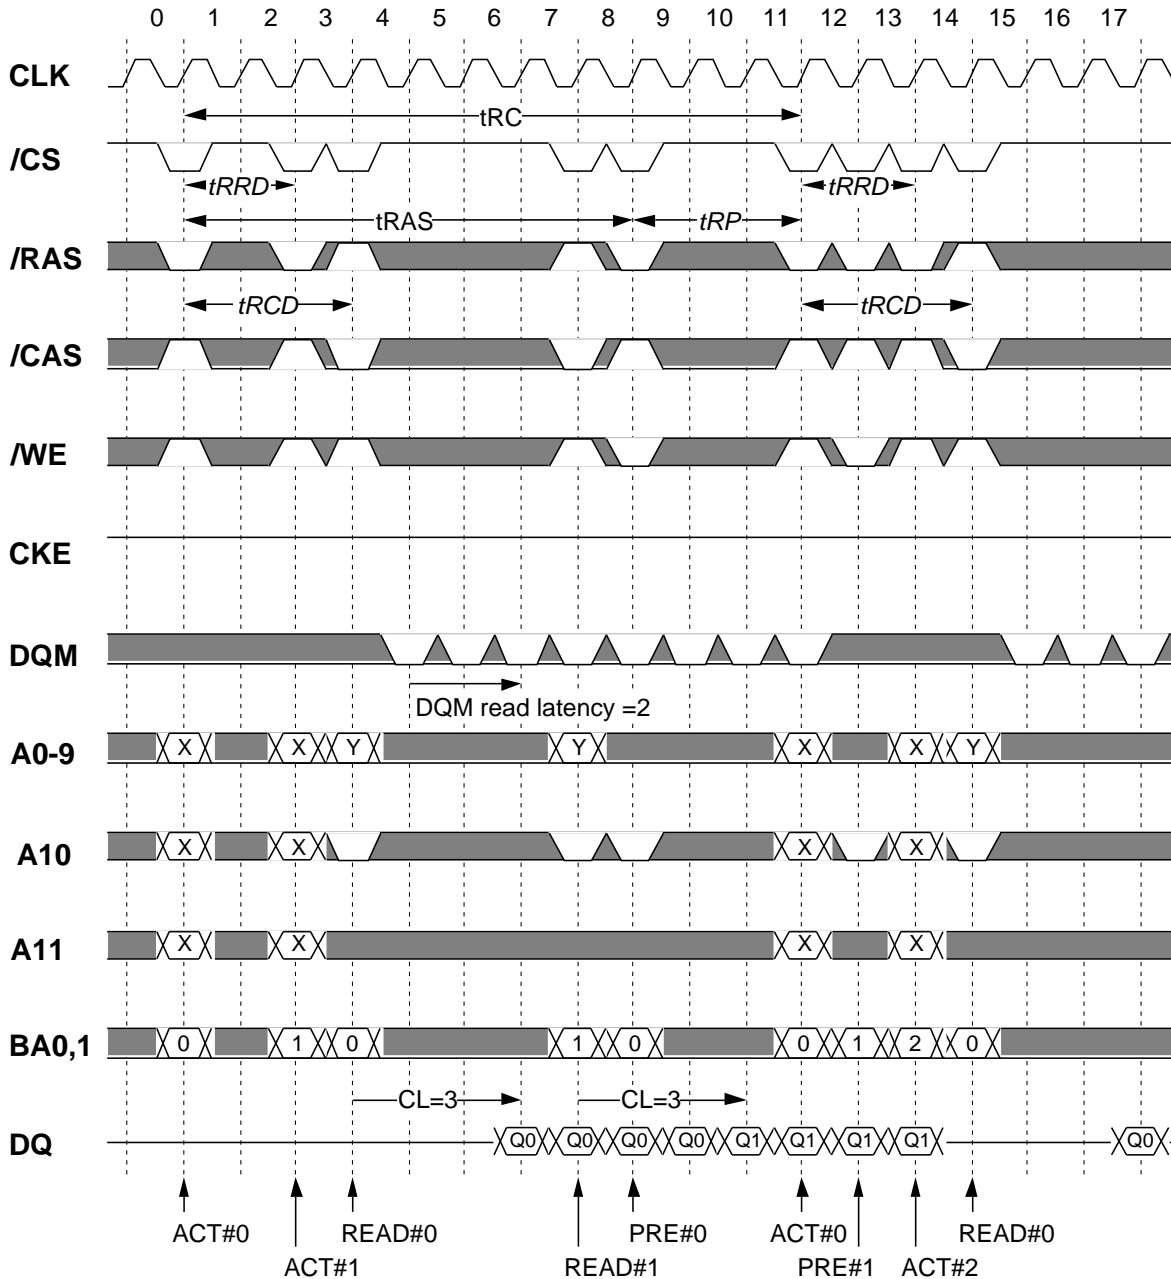 0 1 2 3 4 5 6 7 8 9 10 11 12 13 14 15 16 17
CLK
tRC
/CS
tRRD tRRD
tRAS tRP
/RAS
tRCD tRCD
/CAS
/WE
CKE
DQM
DQM read latency =2
A0-9 X X Y Y X X Y
A10 X X X X
A11 X X X X
BA0,1 0 1 0 1 0 0 1 2 0
CL=3 CL=3
DQ Q0 Q0 Q0 Q0 Q1 Q1 Q1 Q1 Q0
ACT#0 READ#0 PRE#0 ACT#0 READ#0
ACT#1 READ#1 PRE#1 ACT#2